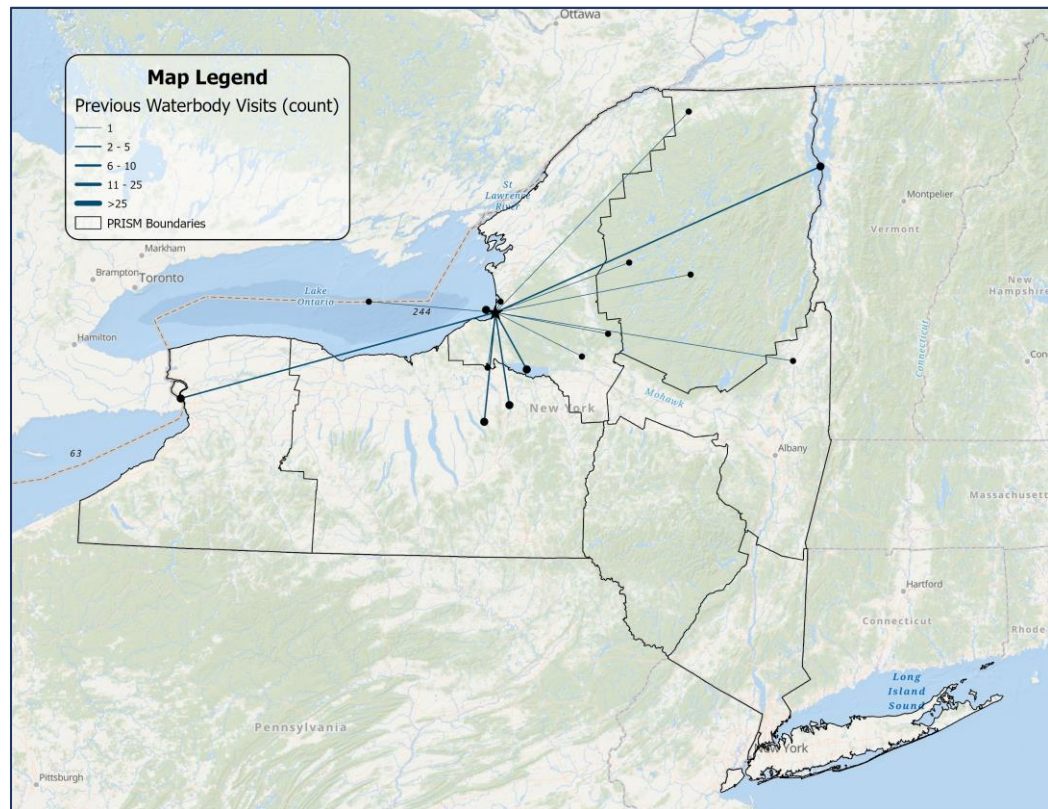 Ottawa
Map Legend
Previous Waterbody Visits (count)
1
2 - 5
6 - 10
11 - 25
>25
PRISM Boundaries
St
Lawrence
River
Montpelier
Vermont
New
Hampshire
Markham
Brampton
Toronto
Lake
Ontario
244
Hamilton
Connecticut
Con
New York
Mohawk
63
Albany
Massachusetts
Hartford
Connecticut
Rhode
Long
Island
Sound
Pennsylvania
New York
Pittsburgh